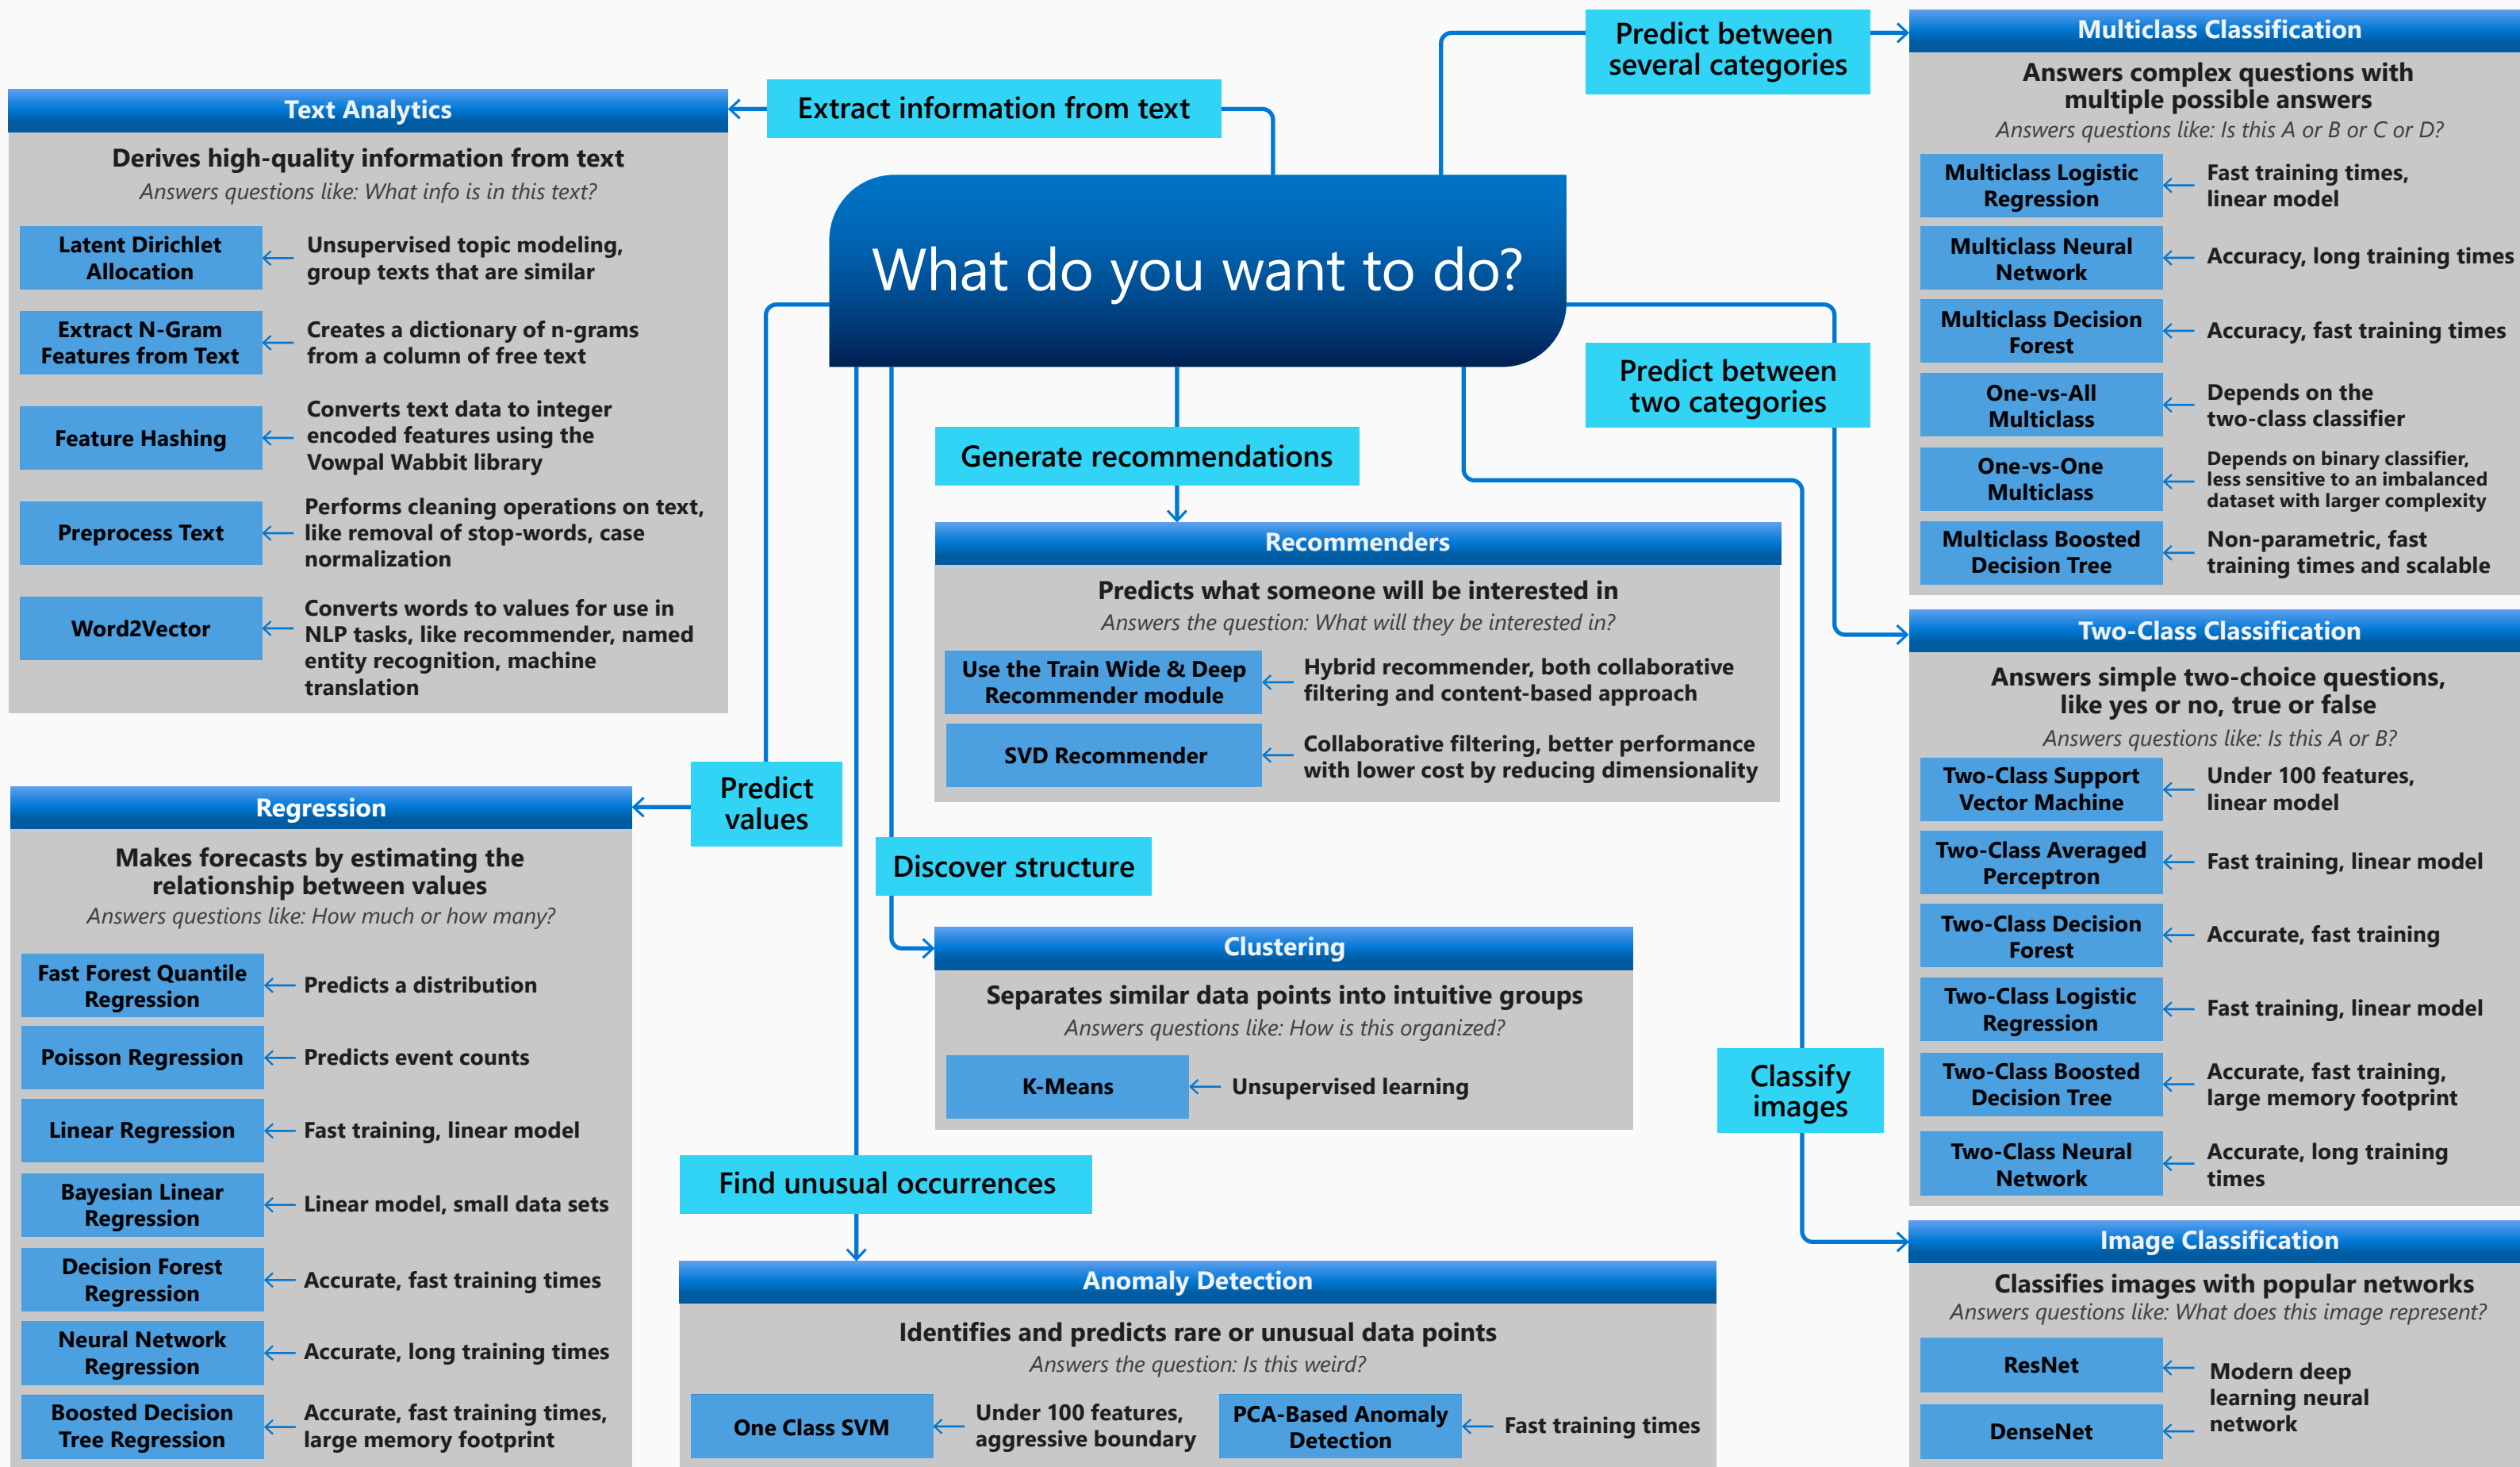 What do you want to do?
Extract information from text
Text Analytics
Derives high-quality information from text
Answers questions like: What info is in this text?
Latent Dirichlet
Allocation
Unsupervised topic modeling,
group texts that are similar
Extract N-Gram
Features from Text
Creates a dictionary of n-grams
from a column of free text
Feature Hashing
Converts text data to integer
encoded features using the
Vowpal Wabbit library
Preprocess Text
Performs cleaning operations on text,
like removal of stop-words, case
normalization
Word2Vector
Converts words to values for use in
NLP tasks, like recommender, named
entity recognition, machine
translation
Predict
values
Regression
Makes forecasts by estimating the
relationship between values
Answers questions like: How much or how many?
Fast Forest Quantile
Regression
Predicts a distribution
Poisson Regression
Predicts event counts
Linear Regression
Fast training, linear model
Bayesian Linear
Regression
Linear model, small data sets
Decision Forest
Regression
Accurate, fast training times
Neural Network
Regression
Accurate, long training times
Boosted Decision
Tree Regression
Accurate, fast training times,
large memory footprint
Generate recommendations
Recommenders
Predicts what someone will be interested in
Answers the question: What will they be interested in?
Use the Train Wide & Deep
Recommender module
Hybrid recommender, both collaborative
filtering and content-based approach
SVD Recommender
Collaborative filtering, better performance
with lower cost by reducing dimensionality
Discover structure
Clustering
Separates similar data points into intuitive groups
Answers questions like: How is this organized?
K-Means
Unsupervised learning
Find unusual occurrences
Anomaly Detection
Identifies and predicts rare or unusual data points
Answers the question: Is this weird?
One Class SVM
Under 100 features,
aggressive boundary
PCA-Based Anomaly
Detection
Fast training times
Predict between
several categories
Multiclass Classification
Answers complex questions with
multiple possible answers
Answers questions like: Is this A or B or C or D?
Multiclass Logistic
Regression
Fast training times,
linear model
Multiclass Neural
Network
Accuracy, long training times
Multiclass Decision
Forest
Accuracy, fast training times
One-vs-All
Multiclass
Depends on the
two-class classifier
One-vs-One
Multiclass
Depends on binary classifier,
less sensitive to an imbalanced
dataset with larger complexity
Multiclass Boosted
Decision Tree
Non-parametric, fast
training times and scalable
Predict between
two categories
Two-Class Classification
Answers simple two-choice questions,
like yes or no, true or false
Answers questions like: Is this A or B?
Two-Class Support
Vector Machine
Under 100 features,
linear model
Two-Class Averaged
Perceptron
Fast training, linear model
Two-Class Decision
Forest
Accurate, fast training
Two-Class Logistic
Regression
Fast training, linear model
Two-Class Boosted
Decision Tree
Accurate, fast training,
large memory footprint
Two-Class Neural
Network
Accurate, long training
times
Classify
images
Image Classification
Classifies images with popular networks
Answers questions like: What does this image represent?
ResNet
DenseNet
Modern deep
learning neural
network